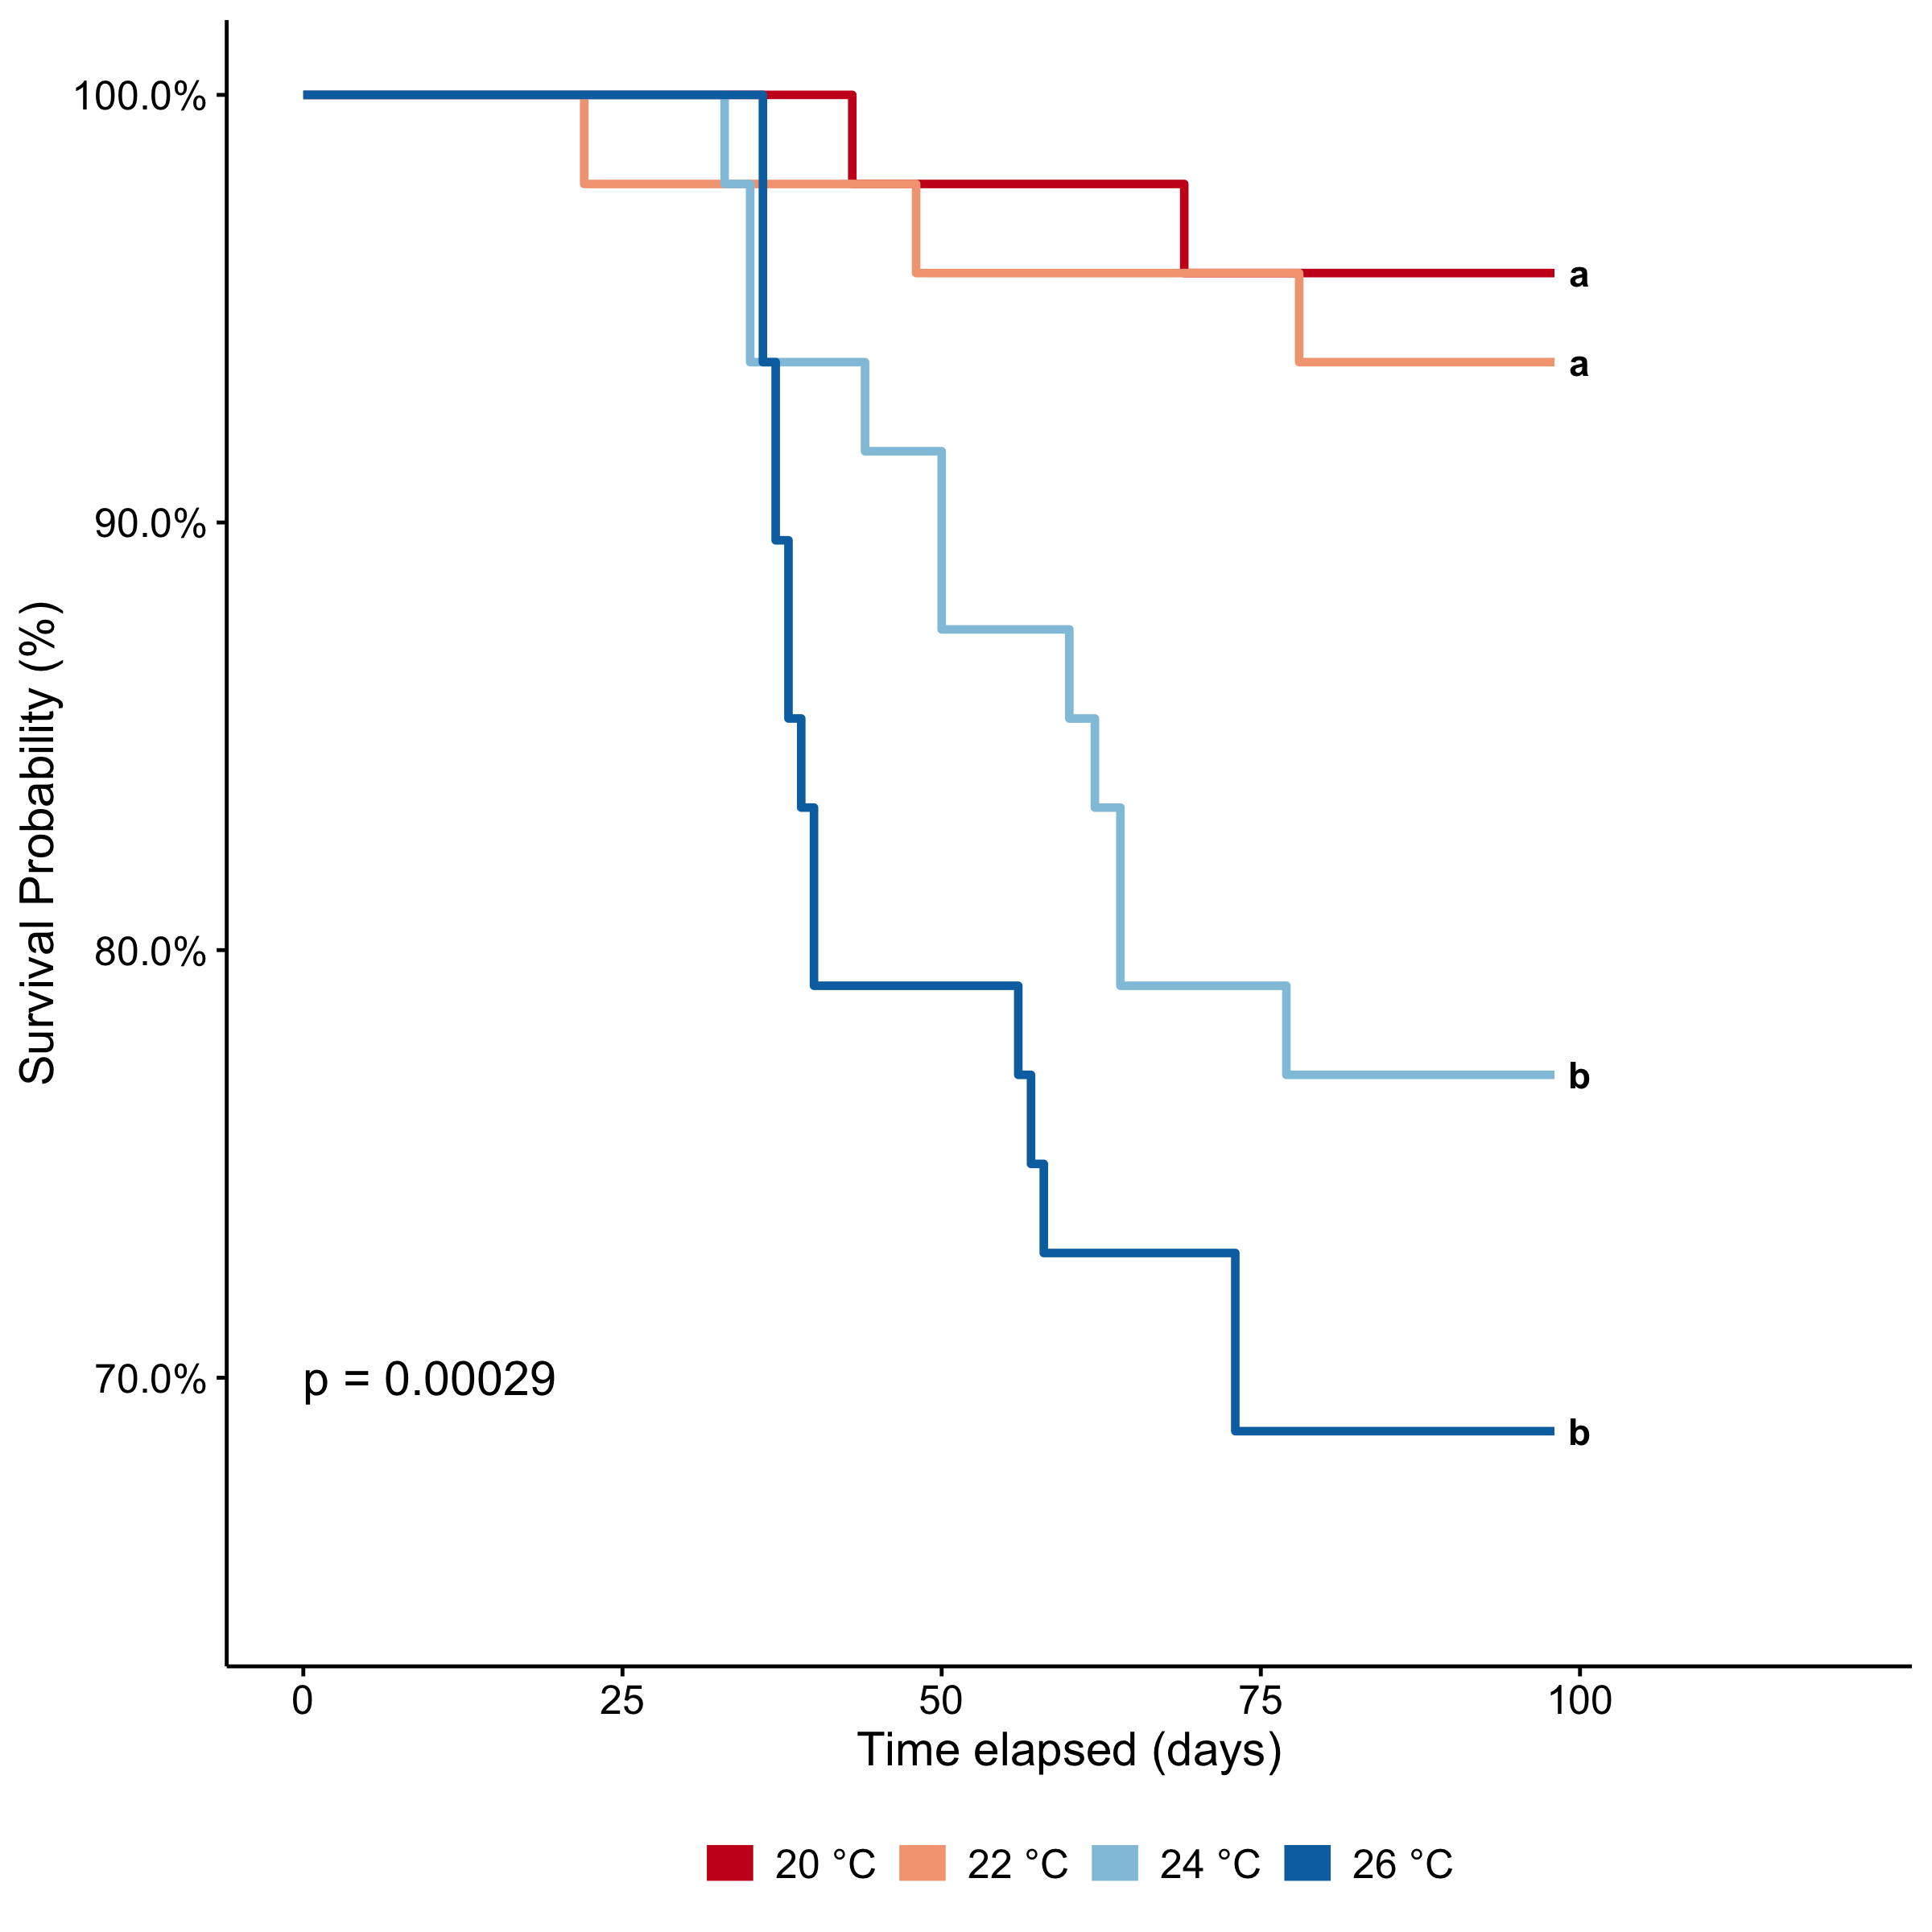 100.0%
90.0%
80.0%
70.0%
Survival Probability (%)
a
a
b
b
p = 0.00029
0 25 50 75 100
Time elapsed (days)
20 °C 22 °C 24 °C 26 °C